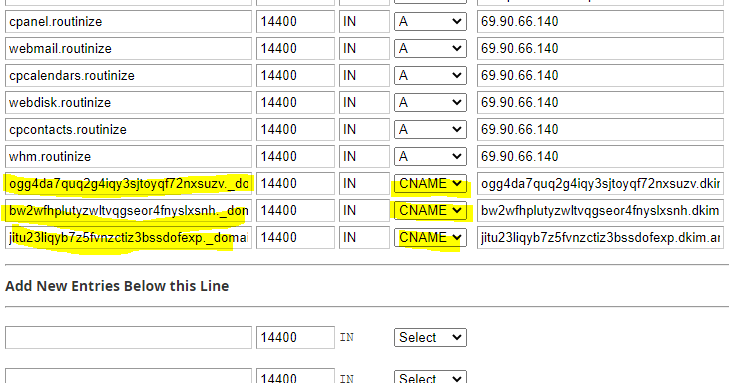 cpanel.routinize 14400 IN A 69.90.66.140
webmail.routinize 14400 IN A 69.90.66.140
cpcalendars.routinize 14400 IN A 69.90.66.140
webdisk.routinize 14400 IN A 69.90.66.140
cpcontacts.routinize 14400 IN A 69.90.66.140
whm.routinize 14400 IN A 69.90.66.140
ogg4da7quq2g4iqy3sjtoyqf72nxsuzv._do 14400 IN CNAME ogg4da7quq2g4iqy3sjtoyqf72nxsuzv.dkim
bw2wfhplutyzwltvqgseor4fnyslxsnh._don 14400 IN CNAME bw2wfhplutyzwltvqgseor4fnyslxsnh.dkim
jitu23liqyb7z5fvnzctiz3bssdofexp._domai 14400 IN CNAME jitu23liqyb7z5fvnzctiz3bssdofexp.dkim.ar
Add New Entries Below this Line
14400 IN Select
14400 IN Select